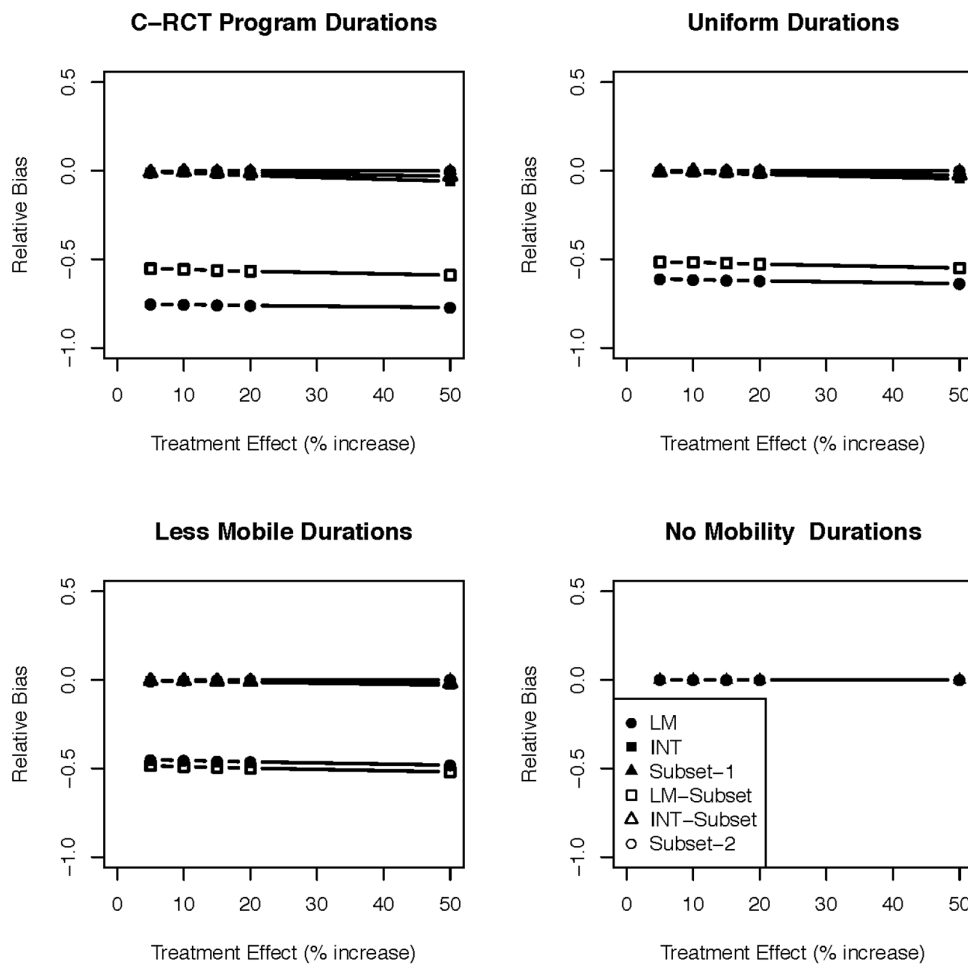 C–RCT Program Durations
Relative Bias
0.5
0.0
−0.5
−1.0
0 10 20 30 40 50
Treatment Effect (% increase)
Uniform Durations
Relative Bias
0.5
0.0
−0.5
−1.0
0 10 20 30 40 50
Treatment Effect (% increase)
Less Mobile Durations
Relative Bias
0.5
0.0
−0.5
−1.0
0 10 20 30 40 50
Treatment Effect (% increase)
No Mobility Durations
Relative Bias
0.5
0.0
−0.5
−1.0
LM
INT
Subset−1
LM−Subset
INT−Subset
Subset−2
0 10 20 30 40 50
Treatment Effect (% increase)